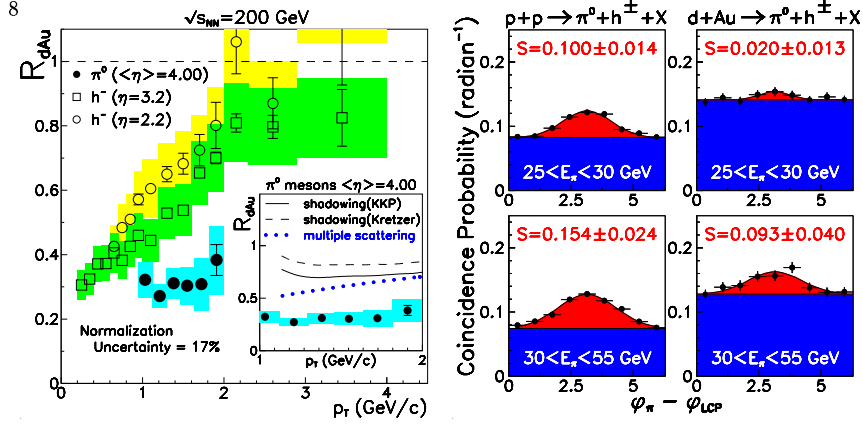 8
√s_NN=200 GeV
R_dAu
1
0.8
0.6
0.4
0.2
0
● π⁰ (<η>=4.00)
□ h⁻ (η=3.2)
○ h⁻ (η=2.2)
Normalization
Uncertainty = 17%
0 1 2 3 4
p_T (GeV/c)
π⁰ mesons <η>=4.00
shadowing(KKP)
shadowing(Kretzer)
multiple scattering
R_dAu
1
0.5
0
1 2
p_T (GeV/c)
p+p→π⁰+h±+X
d+Au→π⁰+h±+X
Coincidence Probability (radian⁻¹)
0.2
0.1
0
S=0.100±0.014
25<E_π<30 GeV
S=0.020±0.013
25<E_π<30 GeV
0.2
0.1
0
S=0.154±0.024
30<E_π<55 GeV
S=0.093±0.040
30<E_π<55 GeV
0 2.5 5
0 2.5 5
φ_π − φ_LCP